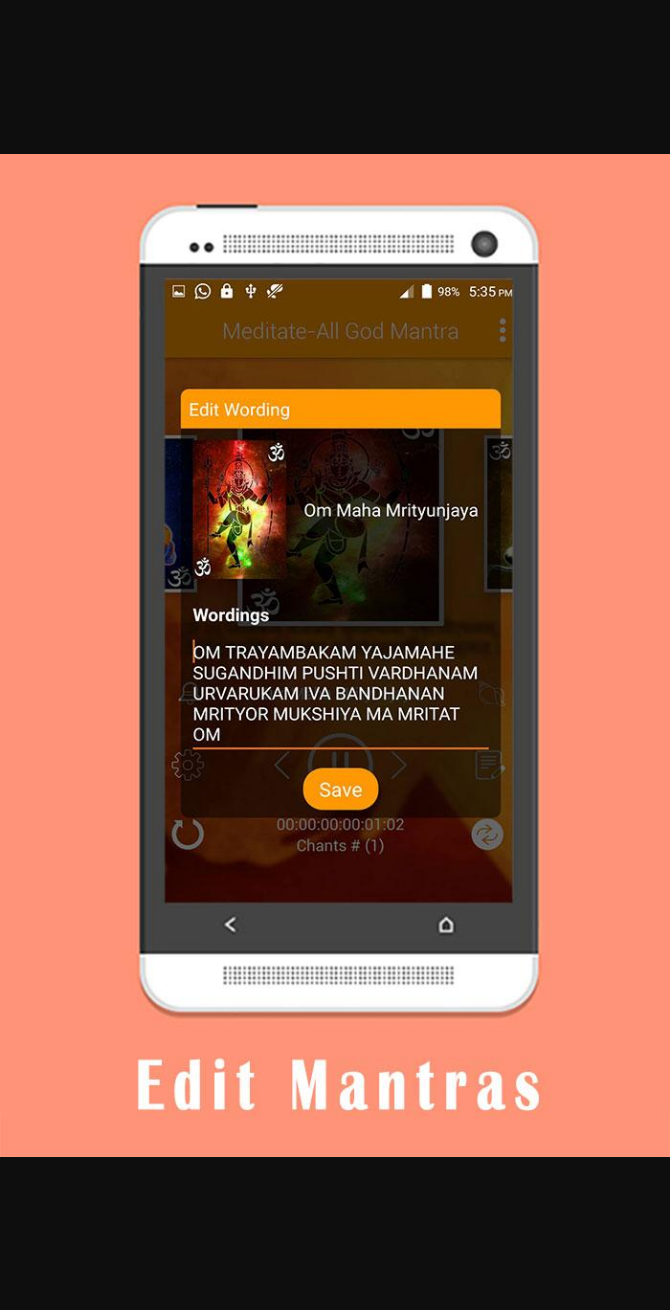 98% 5:35 PM
Meditate-All God Mantra
Edit Wording
ॐ
ॐ
Om Maha Mrityunjaya
ॐ
ॐ
ॐ
Wordings
OM TRAYAMBAKAM YAJAMAHE
SUGANDHIM PUSHTI VARDHANAM
URVARUKAM IVA BANDHANAN
MRITYOR MUKSHIYA MA MRITAT
OM
Save
00:00:00:00:01:02
Chants # (1)
Edit Mantras